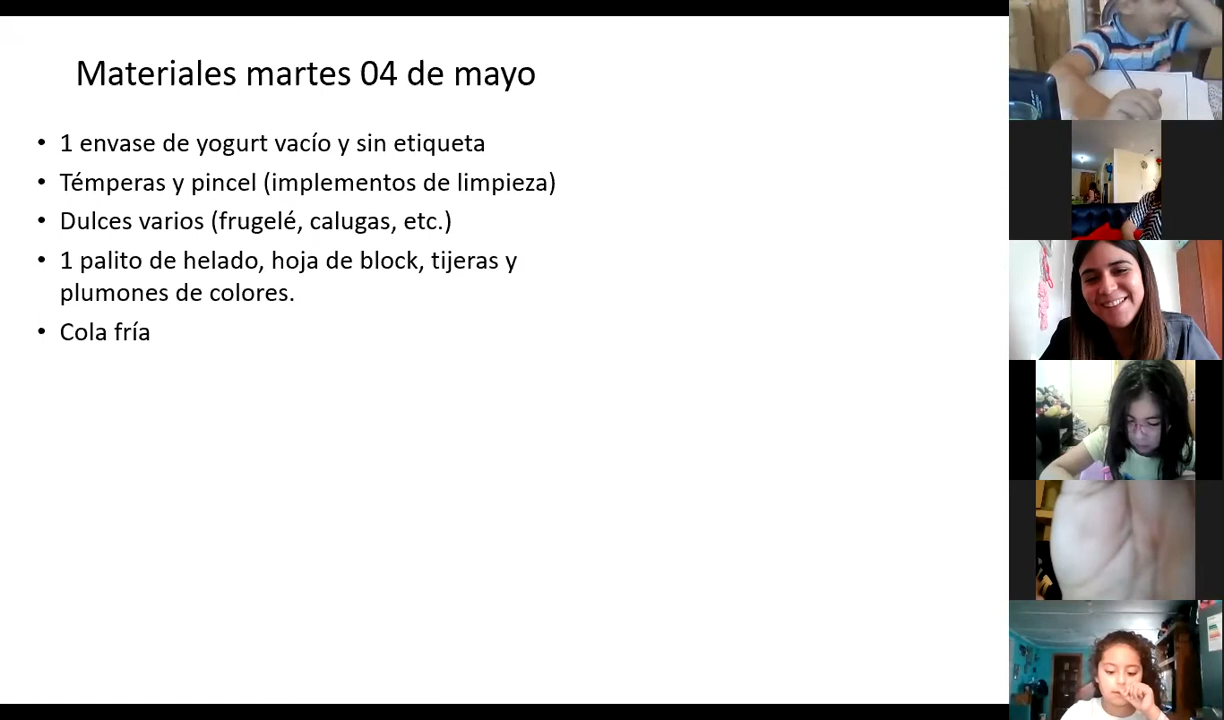 Materiales martes 04 de mayo
• 1 envase de yogurt vacío y sin etiqueta
• Témperas y pincel (implementos de limpieza)
• Dulces varios (frugelé, calugas, etc.)
• 1 palito de helado, hoja de block, tijeras y
plumones de colores.
• Cola fría